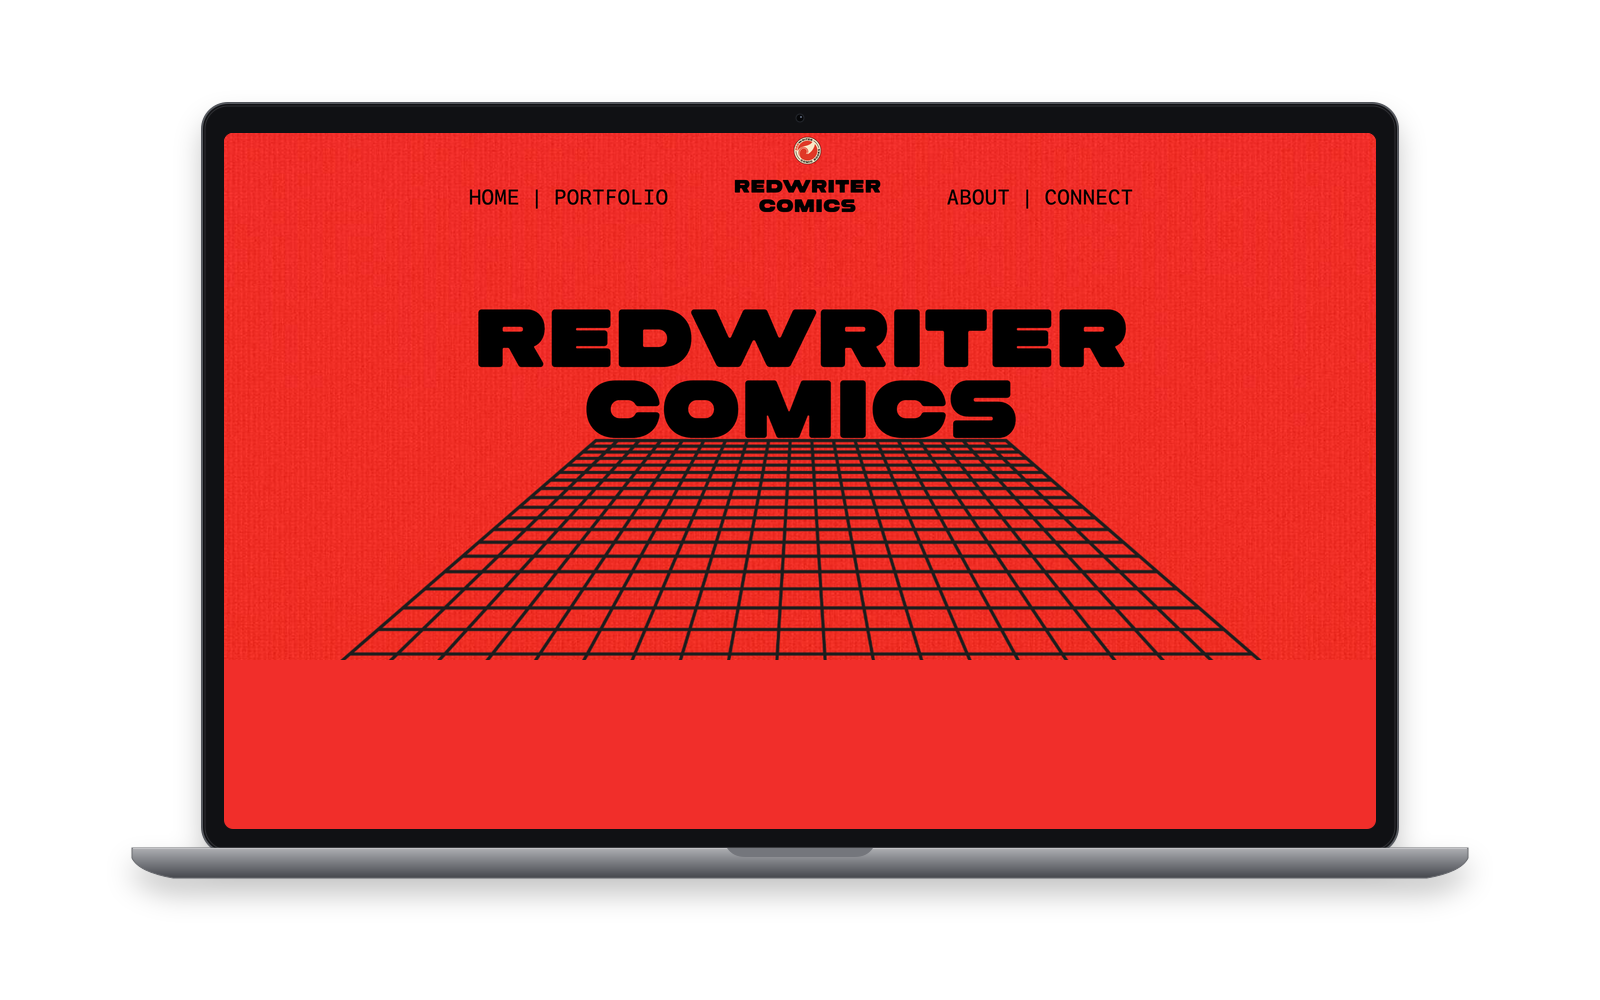 HOME | PORTFOLIO
REDWRITER
COMICS
ABOUT | CONNECT
REDWRITER
COMICS